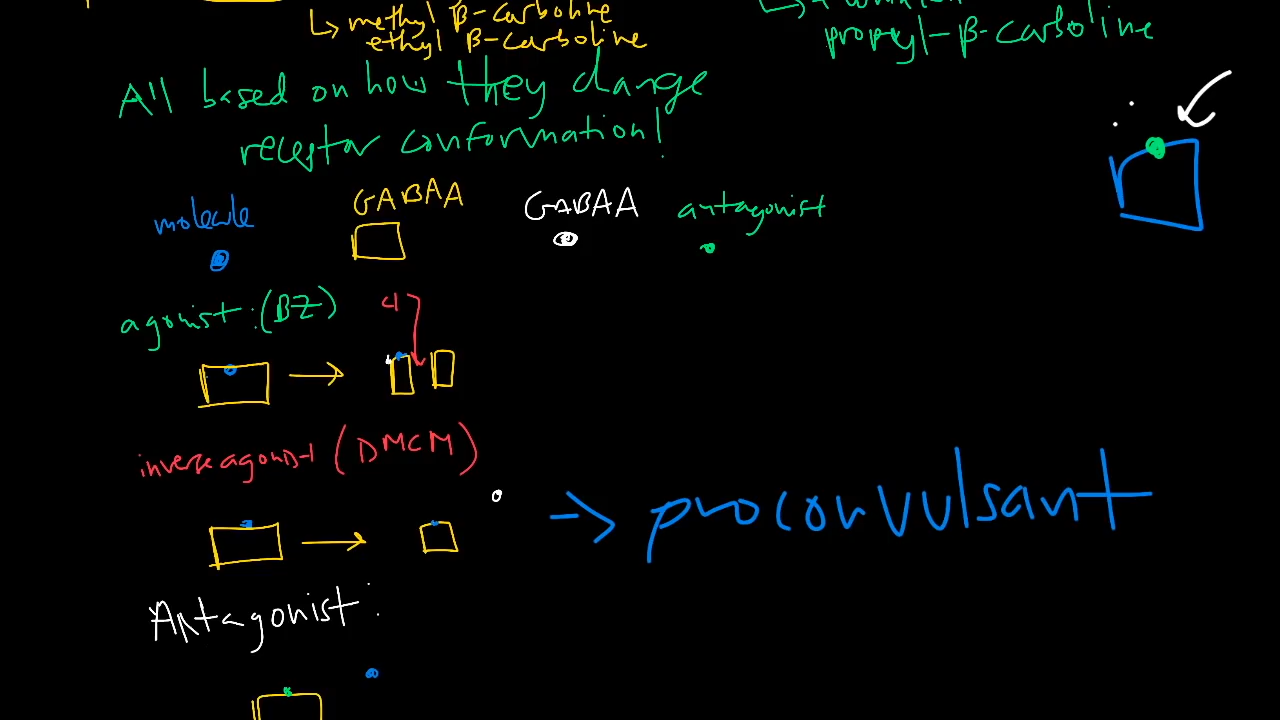 methyl β-carboline
ethyl β-carboline
propyl-β-carboline
All based on how they change
receptor conformation!
molecule
GABAA
GABAA
antagonist
agonist: (BZ)
inverse agonist (DMCM)
→ proconvulsant
Antagonist: